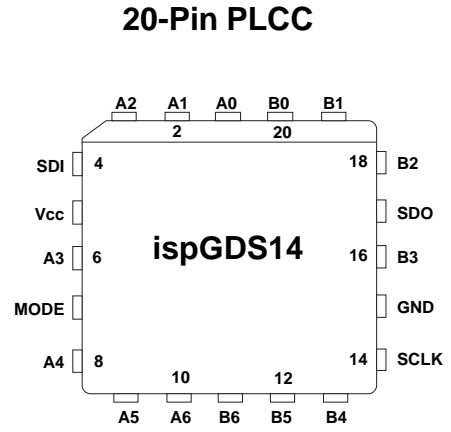 20-Pin PLCC
A2 A1 A0 B0 B1
2 20
SDI 4 18 B2
Vcc SDO
ispGDS14
A3 6 16 B3
MODE GND
A4 8 14 SCLK
10 12
A5 A6 B6 B5 B4